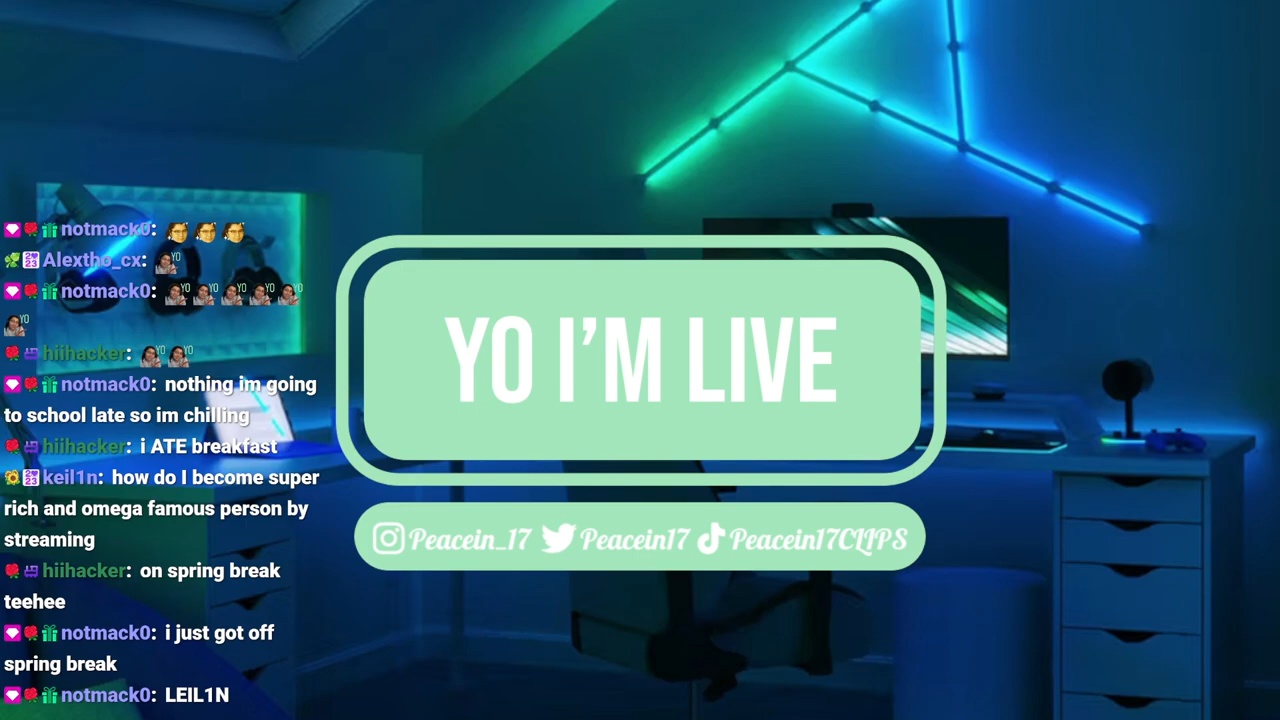 notmack0:
Alextho_cx:
notmack0:
hiihacker:
notmack0: nothing im going
to school late so im chilling
hiihacker: i ATE breakfast
keil1n: how do I become super
rich and omega famous person by
streaming
hiihacker: on spring break
teehee
notmack0: i just got off
spring break
notmack0: LEIL1N
YO I’M LIVE
Peacein_17 Peacein17 Peacein17CLIPS